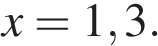 x = 1,3.